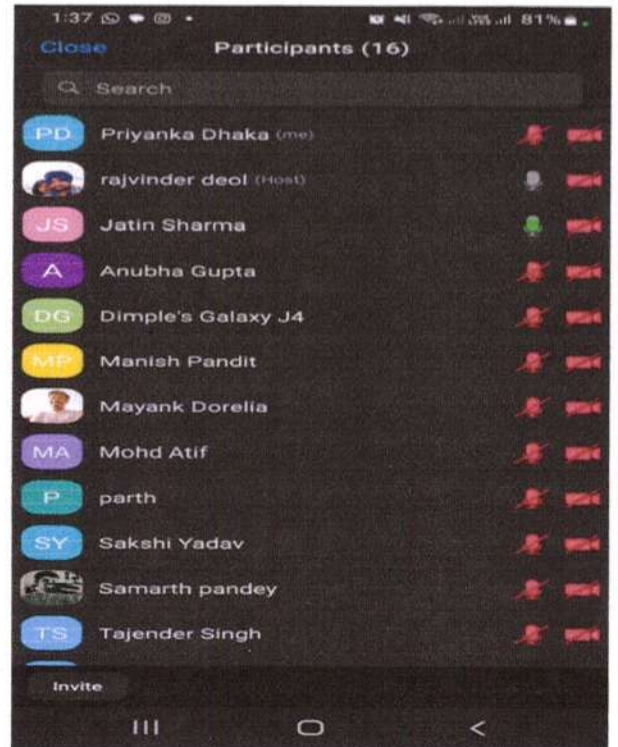 1:37 81%
Close Participants (16)
Search
PD Priyanka Dhaka (me)
rajvinder deol (Host)
JS Jatin Sharma
A Anubha Gupta
DG Dimple's Galaxy J4
MP Manish Pandit
Mayank Dorelia
MA Mohd Atif
P parth
SY Sakshi Yadav
Samarth pandey
TS Tajender Singh
Invite